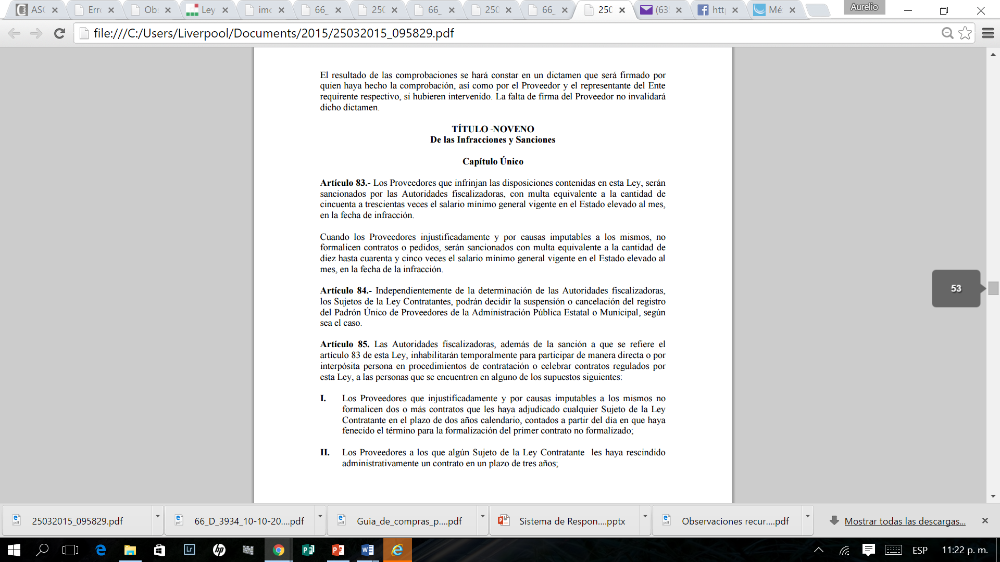 ASC
Erro
Ob
Ley
imo
66_
250
66_
250
66_
250
(63
htt
Mé
Aurelio
file:///C:/Users/Liverpool/Documents/2015/25032015_095829.pdf
El resultado de las comprobaciones se hará constar en un dictamen que será firmado por
quien haya hecho la comprobación, así como por el Proveedor y el representante del Ente
requirente respectivo, si hubieren intervenido. La falta de firma del Proveedor no invalidará
dicho dictamen.
TÍTULO -NOVENO
De las Infracciones y Sanciones
Capítulo Único
Artículo 83.- Los Proveedores que infrinjan las disposiciones contenidas en esta Ley, serán
sancionados por las Autoridades fiscalizadoras, con multa equivalente a la cantidad de
cincuenta a trescientas veces el salario mínimo general vigente en el Estado elevado al mes,
en la fecha de infracción.
Cuando los Proveedores injustificadamente y por causas imputables a los mismos, no
formalicen contratos o pedidos, serán sancionados con multa equivalente a la cantidad de
diez hasta cuarenta y cinco veces el salario mínimo general vigente en el Estado elevado al
mes, en la fecha de la infracción.
Artículo 84.- Independientemente de la determinación de las Autoridades fiscalizadoras,
los Sujetos de la Ley Contratantes, podrán decidir la suspensión o cancelación del registro
del Padrón Único de Proveedores de la Administración Pública Estatal o Municipal, según
sea el caso.
Artículo 85. Las Autoridades fiscalizadoras, además de la sanción a que se refiere el
artículo 83 de esta Ley, inhabilitarán temporalmente para participar de manera directa o por
interpósita persona en procedimientos de contratación o celebrar contratos regulados por
esta Ley, a las personas que se encuentren en alguno de los supuestos siguientes:
I. Los Proveedores que injustificadamente y por causas imputables a los mismos no
formalicen dos o más contratos que les haya adjudicado cualquier Sujeto de la Ley
Contratante en el plazo de dos años calendario, contados a partir del día en que haya
fenecido el término para la formalización del primer contrato no formalizado;
II. Los Proveedores a los que algún Sujeto de la Ley Contratante les haya rescindido
administrativamente un contrato en un plazo de tres años;
53
25032015_095829.pdf
66_D_3934_10-10-20....pdf
Guia_de_compras_p....pdf
Sistema de Respon....pptx
Observaciones recur....pdf
Mostrar todas las descargas...
ESP
11:22 p. m.